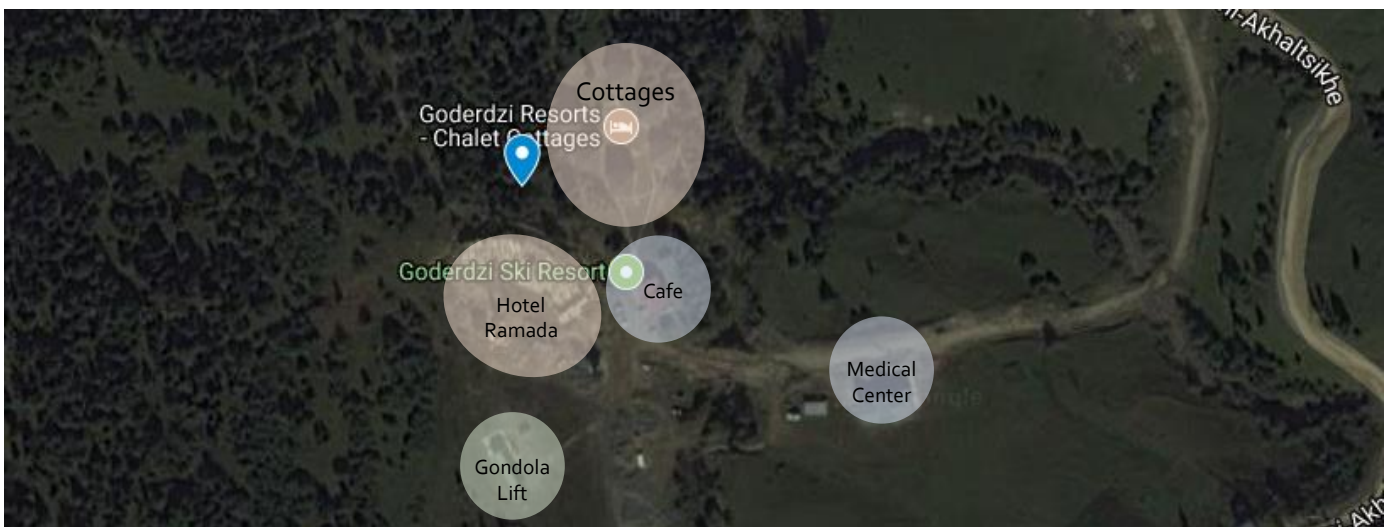 Cottages
Goderdzi Resorts
- Chalet Cottages
Goderdzi Ski Resort
Hotel
Ramada
Cafe
Medical
Center
Gondola
Lift
i-Akhaltsikhe